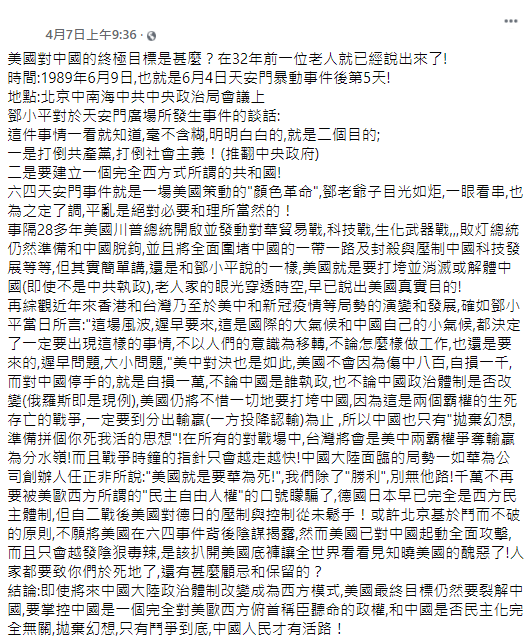 4月7日上午9:36
美國對中國的終極目標是甚麼？在32年前一位老人就已經說出來了!
時間:1989年6月9日,也就是6月4日天安門暴動事件後第5天!
地點:北京中南海中共中央政治局會議上
鄧小平對於天安門廣場所發生事件的談話:
這件事情一看就知道,毫不含糊,明明白白的,就是二個目的;
一是打倒共產黨,打倒社會主義！(推翻中央政府)
二是要建立一個完全西方式所謂的共和國!
六四天安門事件就是一場美國策動的"顏色革命",鄧老爺子目光如炬,一眼看串,也
為之定了調,平亂是絕對必要和理所當然的！
事隔28多年美國川普總統開啟並發動對華貿易戰,科技戰,生化武器戰,,,敗灯總統
仍然準備和中國脫鉤,並且將全面圍堵中國的一帶一路及封殺與壓制中國科技發
展等等,但其實簡單講,還是和鄧小平說的一樣,美國就是要打垮並消滅或解體中
國(即使不是中共執政),老人家的眼光穿透時空,早已說出美國真實目的!
再綜觀近年來香港和台灣乃至於美中和新冠疫情等局勢的演變和發展,確如鄧小
平當日所言:"這場風波,遲早要來,這是國際的大氣候和中國自己的小氣候,都決定
了一定要出現這樣的事情,不以人們的意識為移轉,不論怎麼樣做工作,也還是要
來的,遲早問題,大小問題,"美中對決也是如此,美國不會因為傷中八百,自損一千,
而對中國停手的,就是自損一萬,不論中國是誰執政,也不論中國政治體制是否改
變(俄羅斯即是現例),美國仍將不惜一切地要打垮中國,因為這是兩個霸權的生死
存亡的戰爭,一定要到分出輸贏(一方投降認輸)為止 ,所以中國也只有"拋棄幻想,
準備拼個你死我活的思想"!在所有的對戰場中,台灣將會是美中兩霸權爭奪輸贏
為分水嶺!而且戰爭時鐘的指針只會越走越快!中國大陸面臨的局勢一如華為公
司創辦人任正非所說:"美國就是要華為死!",我們除了"勝利",別無他路!千萬不再
要被美歐西方所謂的"民主自由人權"的口號矇騙了,德國日本早已完全是西方民
主體制,但自二戰後美國對德日的壓制與控制從未鬆手！或許北京基於鬥而不破
的原則,不願將美國在六四事件背後陰謀揭露,然而美國已對中國起動全面攻擊,
而且只會越發陰狠毒辣,是該扒開美國底褲讓全世界看看見知曉美國的醜惡了!人
家都要致你們於死地了,還有甚麼顧忌和保留的？
結論:即使將來中國大陸政治體制改變成為西方模式,美國最終目標仍然要裂解中
國,要掌控中國是一個完全對美歐西方俯首稱臣聽命的政權,和中國是否民主化完
全無關,拋棄幻想,只有鬥爭到底,中國人民才有活路！